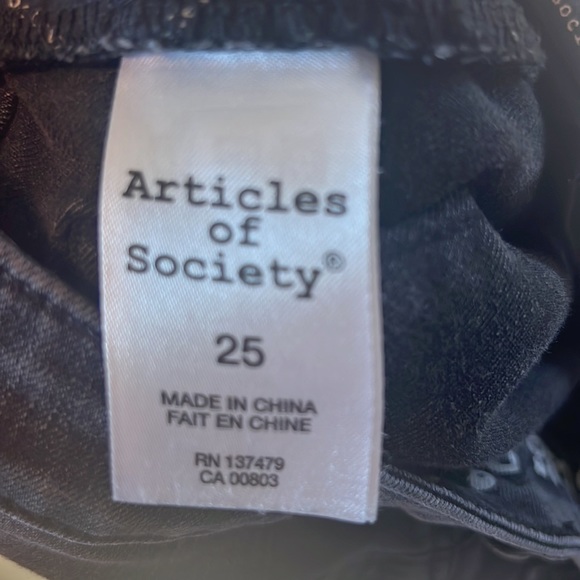 Articles
of
Society®
25
MADE IN CHINA
FAIT EN CHINE
RN 137479
CA 00803